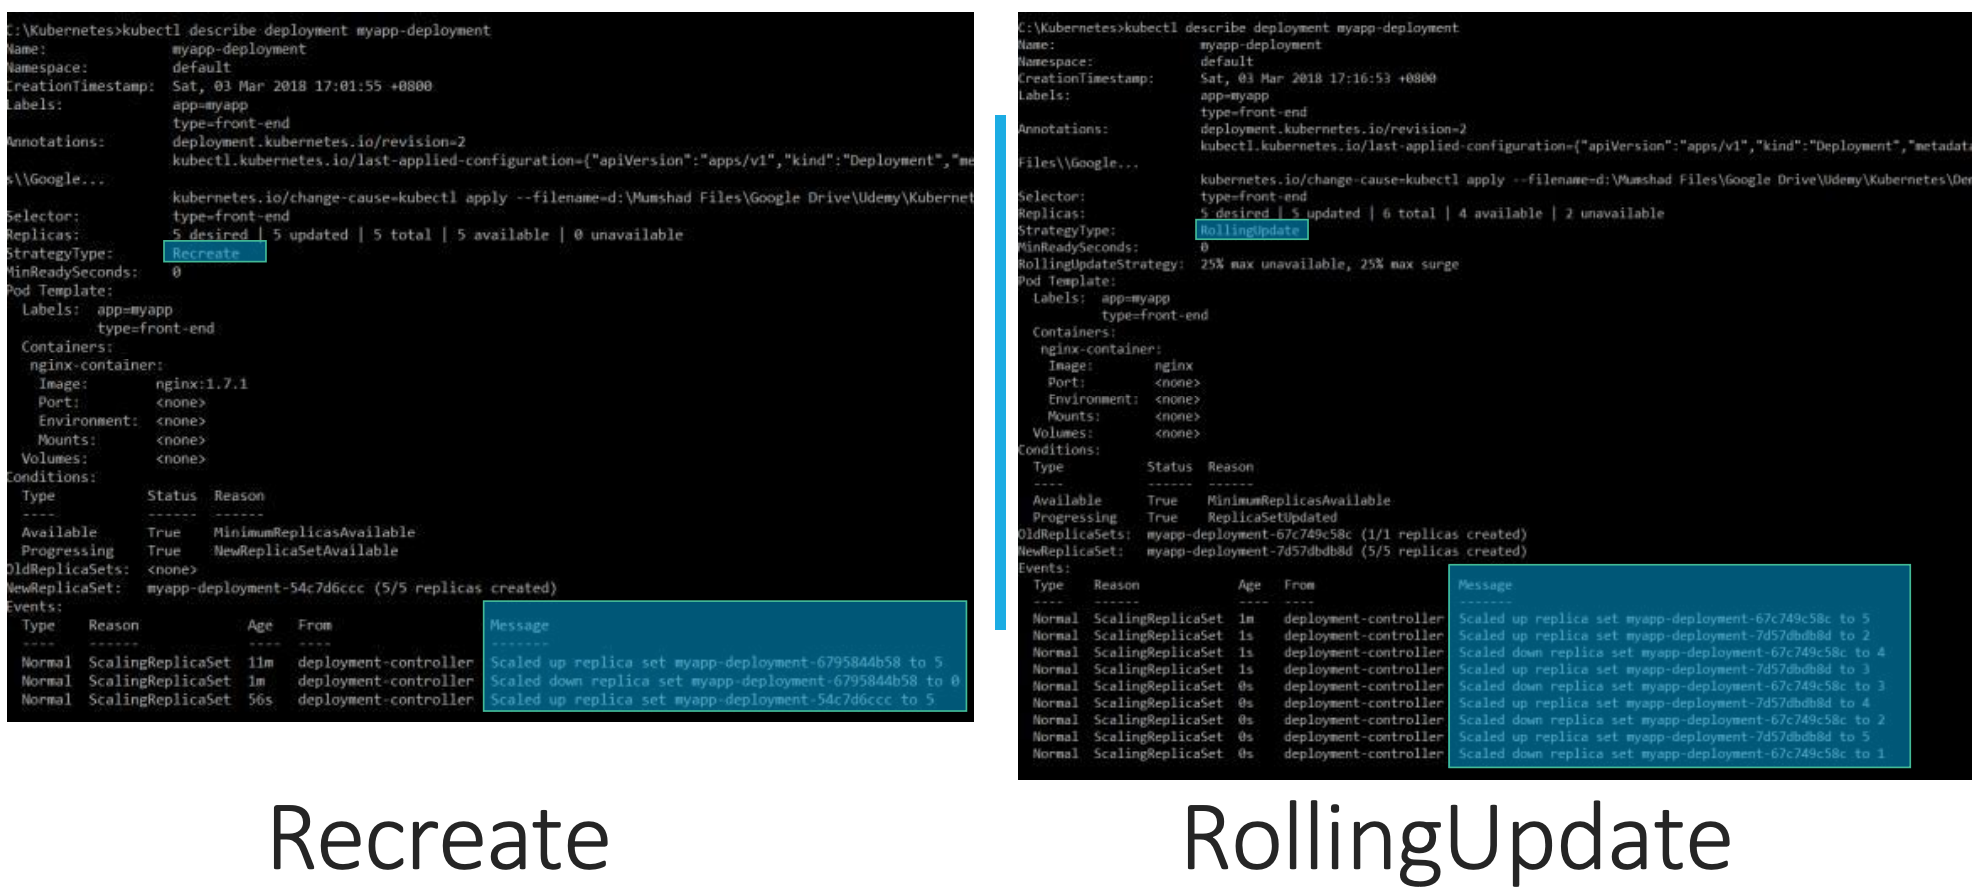 C:\Kubernetes>kubectl describe deployment myapp-deployment
Name: myapp-deployment
Namespace: default
CreationTimestamp: Sat, 03 Mar 2018 17:01:55 +0800
Labels: app=myapp
type=front-end
Annotations: deployment.kubernetes.io/revision=2
kubectl.kubernetes.io/last-applied-configuration={"apiVersion":"apps/v1","kind":"Deployment","me
s\\Google...
kubernetes.io/change-cause=kubectl apply --filename=d:\Mumshad Files\Google Drive\Udemy\Kubernet
Selector: type=front-end
Replicas: 5 desired | 5 updated | 5 total | 5 available | 0 unavailable
StrategyType: Recreate
MinReadySeconds: 0
Pod Template:
Labels: app=myapp
type=front-end
Containers:
nginx-container:
Image: nginx:1.7.1
Port: <none>
Environment: <none>
Mounts: <none>
Volumes: <none>
Conditions:
Type Status Reason
---- ------ ------
Available True MinimumReplicasAvailable
Progressing True NewReplicaSetAvailable
OldReplicaSets: <none>
NewReplicaSet: myapp-deployment-54c7d6ccc (5/5 replicas created)
Events:
Type Reason Age From Message
---- ------ ---- ---- -------
Normal ScalingReplicaSet 11m deployment-controller Scaled up replica set myapp-deployment-6795844b58 to 5
Normal ScalingReplicaSet 1m deployment-controller Scaled down replica set myapp-deployment-6795844b58 to 0
Normal ScalingReplicaSet 56s deployment-controller Scaled up replica set myapp-deployment-54c7d6ccc to 5
Recreate
C:\Kubernetes>kubectl describe deployment myapp-deployment
Name: myapp-deployment
Namespace: default
CreationTimestamp: Sat, 03 Mar 2018 17:16:53 +0800
Labels: app=myapp
type=front-end
Annotations: deployment.kubernetes.io/revision=2
kubectl.kubernetes.io/last-applied-configuration={"apiVersion":"apps/v1","kind":"Deployment","metadata
Files\\Google...
kubernetes.io/change-cause=kubectl apply --filename=d:\Mumshad Files\Google Drive\Udemy\Kubernetes\Dem
Selector: type=front-end
Replicas: 5 desired | 5 updated | 6 total | 4 available | 2 unavailable
StrategyType: RollingUpdate
MinReadySeconds: 0
RollingUpdateStrategy: 25% max unavailable, 25% max surge
Pod Template:
Labels: app=myapp
type=front-end
Containers:
nginx-container:
Image: nginx
Port: <none>
Environment: <none>
Mounts: <none>
Volumes: <none>
Conditions:
Type Status Reason
---- ------ ------
Available True MinimumReplicasAvailable
Progressing True ReplicaSetUpdated
OldReplicaSets: myapp-deployment-67c749c58c (1/1 replicas created)
NewReplicaSet: myapp-deployment-7d57dbdb8d (5/5 replicas created)
Events:
Type Reason Age From Message
---- ------ ---- ---- -------
Normal ScalingReplicaSet 1m deployment-controller Scaled up replica set myapp-deployment-67c749c58c to 5
Normal ScalingReplicaSet 1s deployment-controller Scaled up replica set myapp-deployment-7d57dbdb8d to 2
Normal ScalingReplicaSet 1s deployment-controller Scaled down replica set myapp-deployment-67c749c58c to 4
Normal ScalingReplicaSet 1s deployment-controller Scaled up replica set myapp-deployment-7d57dbdb8d to 3
Normal ScalingReplicaSet 0s deployment-controller Scaled down replica set myapp-deployment-67c749c58c to 3
Normal ScalingReplicaSet 0s deployment-controller Scaled up replica set myapp-deployment-7d57dbdb8d to 4
Normal ScalingReplicaSet 0s deployment-controller Scaled down replica set myapp-deployment-67c749c58c to 2
Normal ScalingReplicaSet 0s deployment-controller Scaled up replica set myapp-deployment-7d57dbdb8d to 5
Normal ScalingReplicaSet 0s deployment-controller Scaled down replica set myapp-deployment-67c749c58c to 1
RollingUpdate